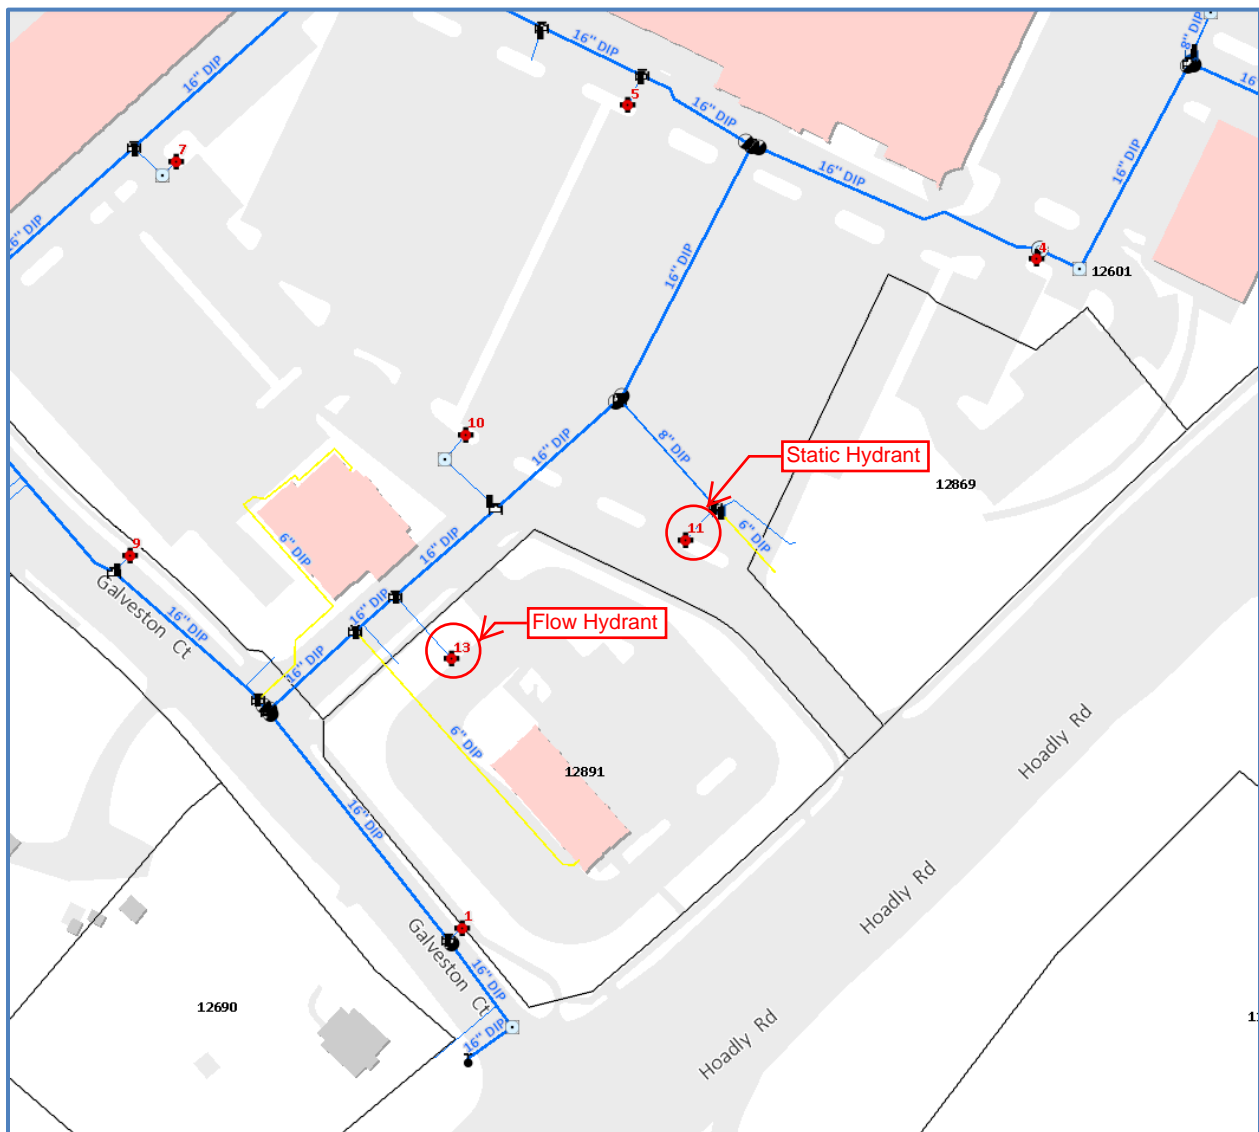 16" DIP
16" DIP
8" DIP
16"
5
16" DIP
7
16" DIP
16" DIP
16" DIP
4
12601
16" DIP
16" DIP
10
8" DIP
16" DIP
Static Hydrant
12869
11
6" DIP
9
6" DIP
16" DIP
Galveston Ct
16" DIP
16" DIP
Flow Hydrant
13
16" DIP
6" DIP
12891
Hoadly Rd
16" DIP
Hoadly Rd
1
Galveston Ct
16" DIP
12690
16" DIP
Hoadly Rd